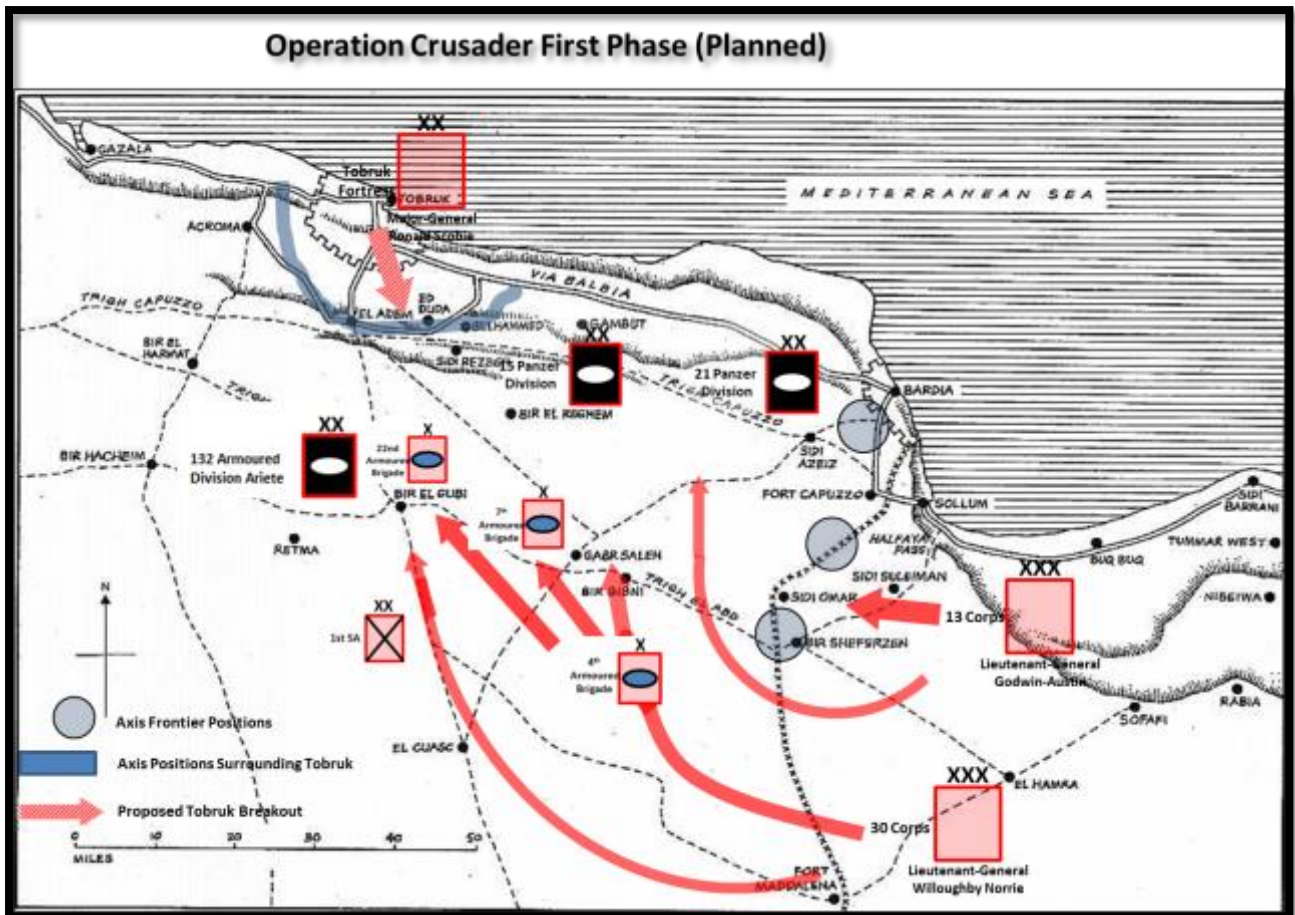 Operation Crusader First Phase (Planned)
XX
GAZALA
Tobruk
Fortress
TOBRUK
MEDITERRANEAN SEA
Major-General
Ronald Scobie
ACROMA
VIA BALBIA
TRIGH CAPUZZO
ED
DUDA
EL ADEM
GAMBUT
BIR EL
HARMAT
XX
XX
SIDI REZEGH
15 Panzer
Division
21 Panzer
Division
TRIGH CAPUZZO
BARDIA
TRIGH
BIR EL REGHEM
XX
X
SIDI
AZEIZ
BIR HACHEIM
132 Armoured
Division Ariete
22nd
Armoured
Brigade
BIR EL GUBI
X
7th
Armoured
Brigade
FORT CAPUZZO
SOLLUM
SIDI
BARRANI
RETMA
GABR SALEH
HALFAYA
PASS
BUQ BUQ
TUMMAR WEST
XXX
SIDI SULEIMAN
N
BIR GIBNI
TRIGH EL ABD
SIDI OMAR
NIBEIWA
XX
1st SA
13 Corps
X
BIR SHEFERZEN
4th
Armoured
Brigade
Lieutenant-General
Godwin-Austin
RABIA
SOFAFI
Axis Frontier Positions
EL GUASC
Axis Positions Surrounding Tobruk
XXX
EL HAMRA
Proposed Tobruk Breakout
30 Corps
0 10 20 30 40 50
MILES
FORT
MADDALENA
Lieutenant-General
Willoughby Norrie